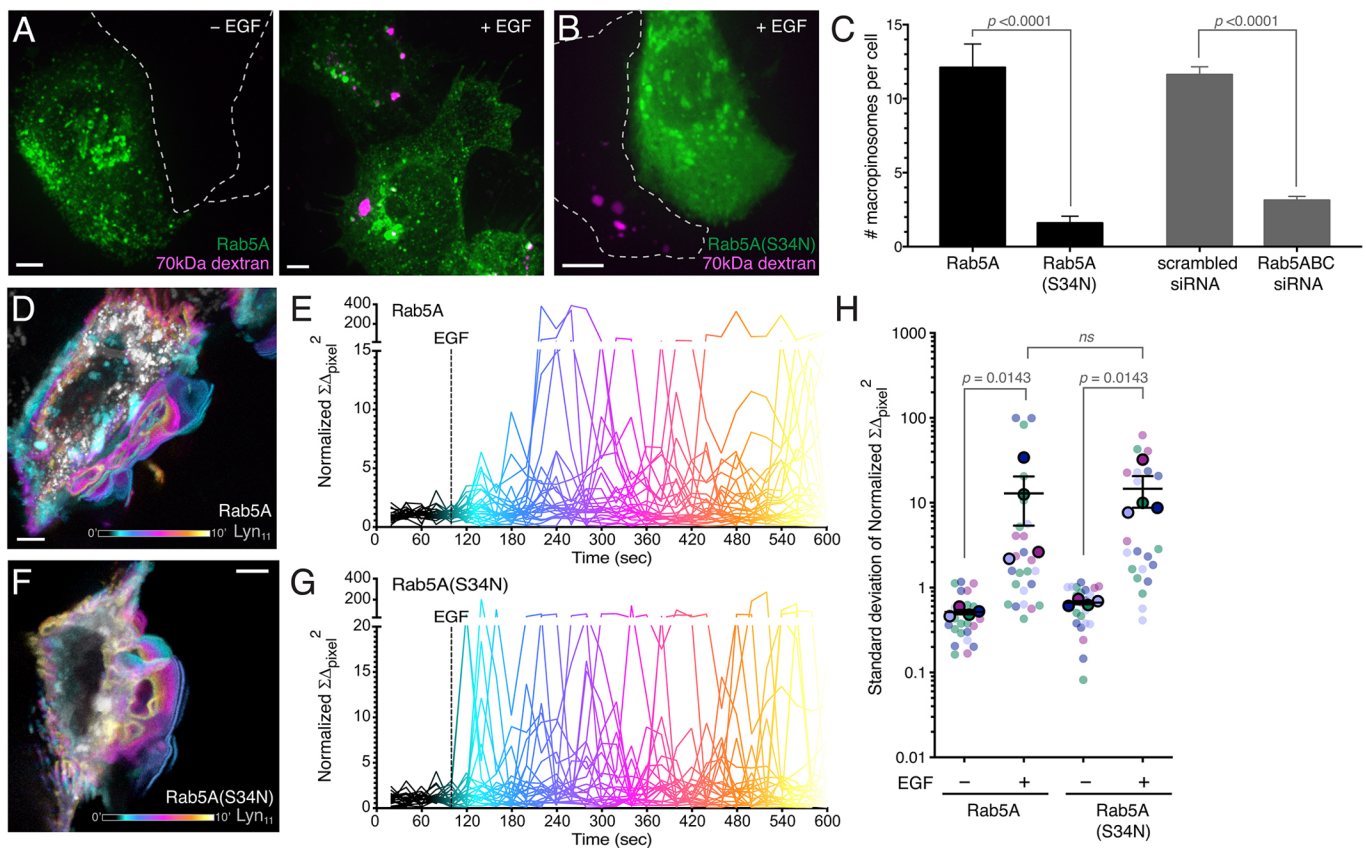 A
– EGF
Rab5A
70kDa dextran
+ EGF
B
+ EGF
Rab5A(S34N)
70kDa dextran
C
# macropinosomes per cell
15
10
5
0
p <0.0001
p <0.0001
Rab5A
Rab5A
(S34N)
scrambled
siRNA
Rab5ABC
siRNA
D
Rab5A
0' 10' Lyn11
E
Rab5A
EGF
Normalized ΣΔpixel2
400
200
15
10
5
0
0 60 120 180 240 300 360 420 480 540 600
Time (sec)
F
Rab5A(S34N)
0' 10' Lyn11
G
Rab5A(S34N)
EGF
Normalized ΣΔpixel2
400
200
20
15
10
5
0
0 60 120 180 240 300 360 420 480 540 600
Time (sec)
H
Standard deviation of Normalized ΣΔpixel2
1000
100
10
1
0.1
0.01
ns
p = 0.0143
p = 0.0143
EGF – + – +
Rab5A
Rab5A
(S34N)